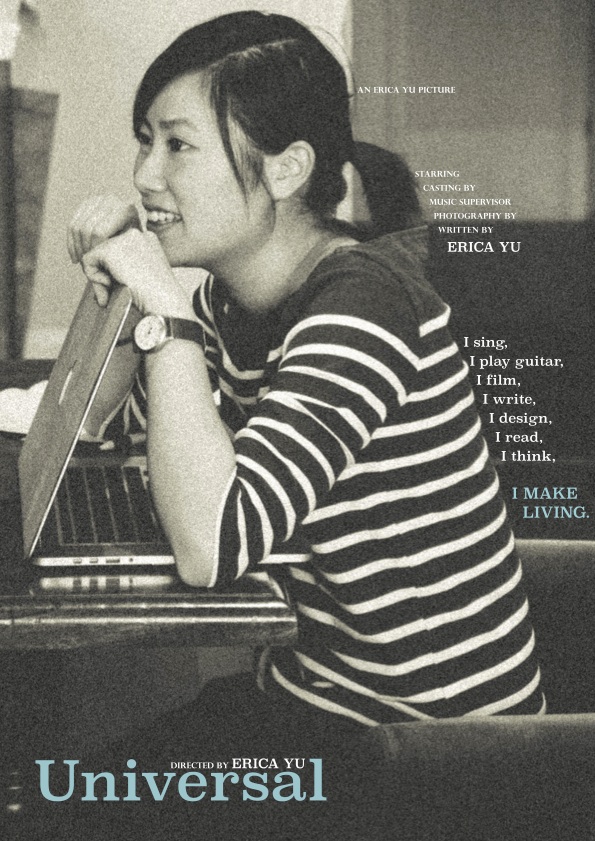 AN ERICA YU PICTURE
STARRING
CASTING BY
MUSIC SUPERVISOR
PHOTOGRAPHY BY
WRITTEN BY
ERICA YU
I sing,
I play guitar,
I film,
I write,
I design,
I read,
I think,
I MAKE
LIVING.
DIRECTED BY ERICA YU
Universal